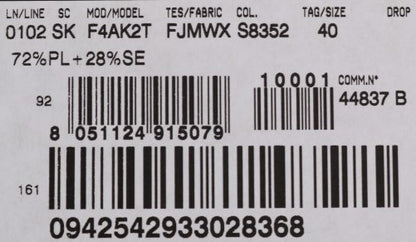 LN/LINE SC MOD/MODEL TES/FABRIC COL. TAG/SIZE DROP
0102 SK F4AK2T FJMWX S8352 40
72%PL+28%SE
10001 COMM.N°
92 44837 B
8 051124 915079
161
0942542933028368